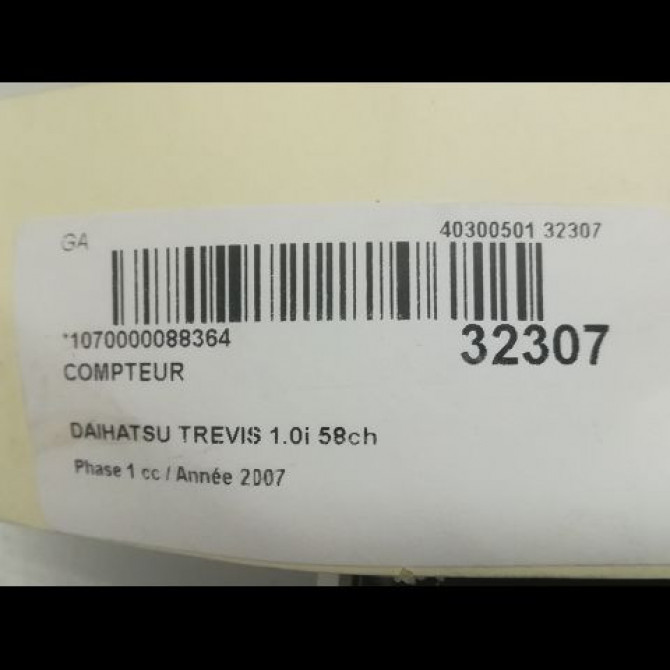 GA
40300501 32307
*1070000088364
32307
COMPTEUR
DAIHATSU TREVIS 1.0i 58ch
Phase 1 cc / Année 2007